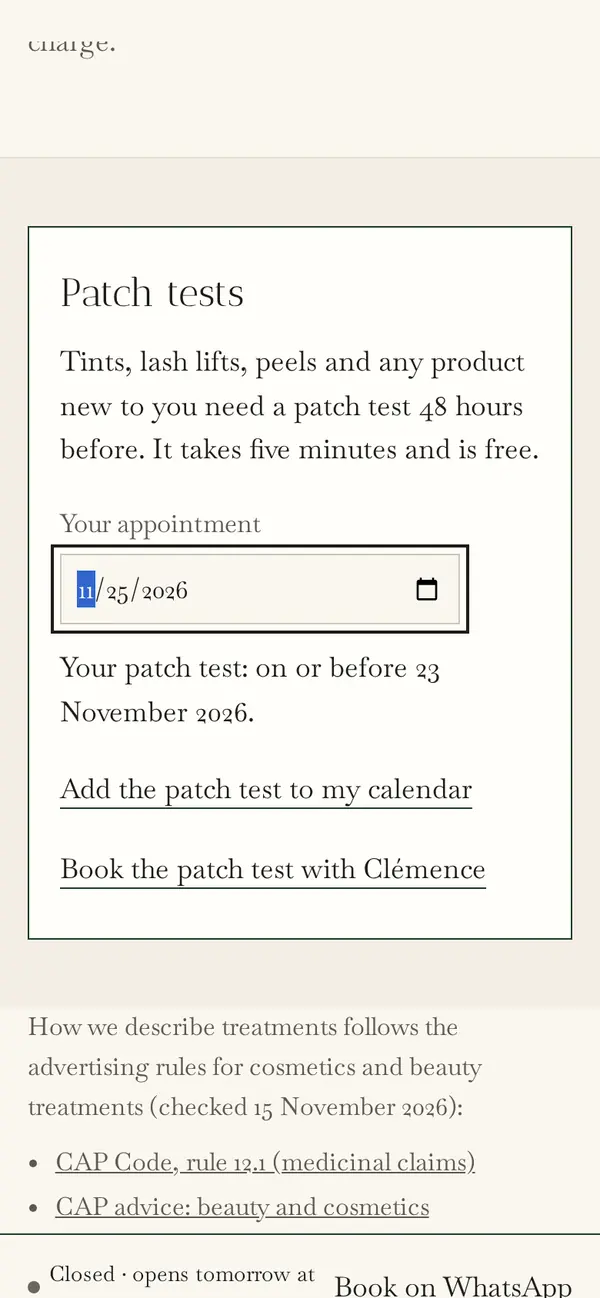 charge.
Patch tests
Tints, lash lifts, peels and any product
new to you need a patch test 48 hours
before. It takes five minutes and is free.
Your appointment
11/25/2026
Your patch test: on or before 23
November 2026.
Add the patch test to my calendar
Book the patch test with Clémence
How we describe treatments follows the
advertising rules for cosmetics and beauty
treatments (checked 15 November 2026):
• CAP Code, rule 12.1 (medicinal claims)
• CAP advice: beauty and cosmetics
Closed · opens tomorrow at
Book on WhatsApp